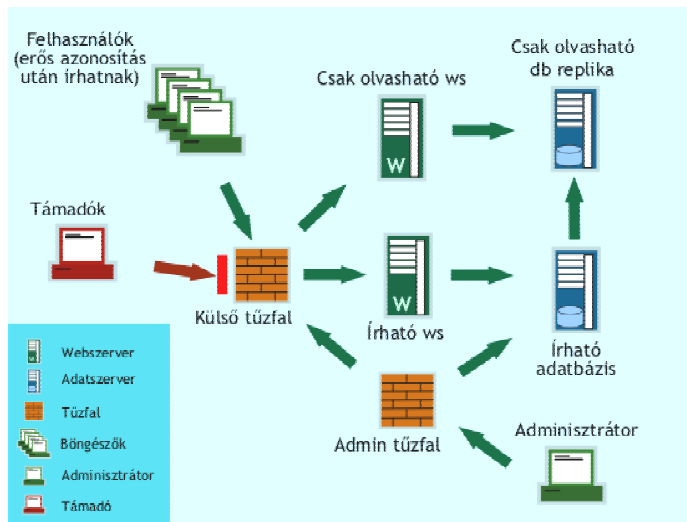 Felhasználók
(erős azonosítás
után írhatnak)
Csak olvasható ws
Csak olvasható
db replika
W
Támadók
Külső tűzfal
W
Írható ws
Írható
adatbázis
Admin tűzfal
Adminisztrátor
W
Webszerver
Adatszerver
Tűzfal
Böngészők
Adminisztrátor
Támadó